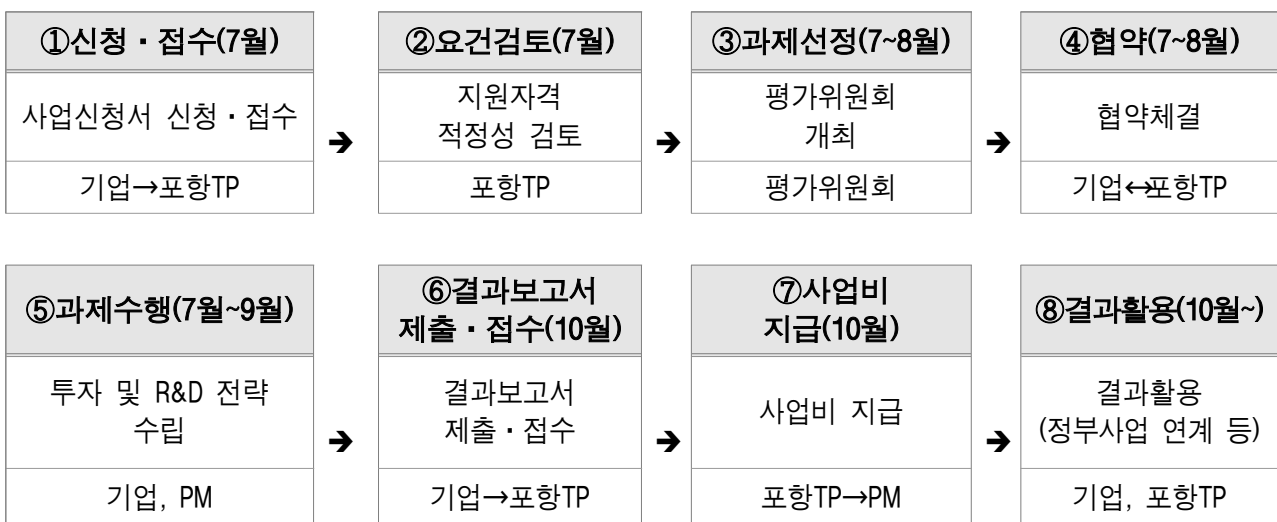 ①신청·접수(7월)
사업신청서 신청·접수
기업→포항TP
➔
②요건검토(7월)
지원자격
적정성 검토
포항TP
➔
③과제선정(7~8월)
평가위원회
개최
평가위원회
➔
④협약(7~8월)
협약체결
기업↔포항TP
⑤과제수행(7월~9월)
투자 및 R&D 전략
수립
기업, PM
➔
⑥결과보고서
제출·접수(10월)
결과보고서
제출·접수
기업→포항TP
➔
⑦사업비
지급(10월)
사업비 지급
포항TP→PM
➔
⑧결과활용(10월~)
결과활용
(정부사업 연계 등)
기업, 포항TP